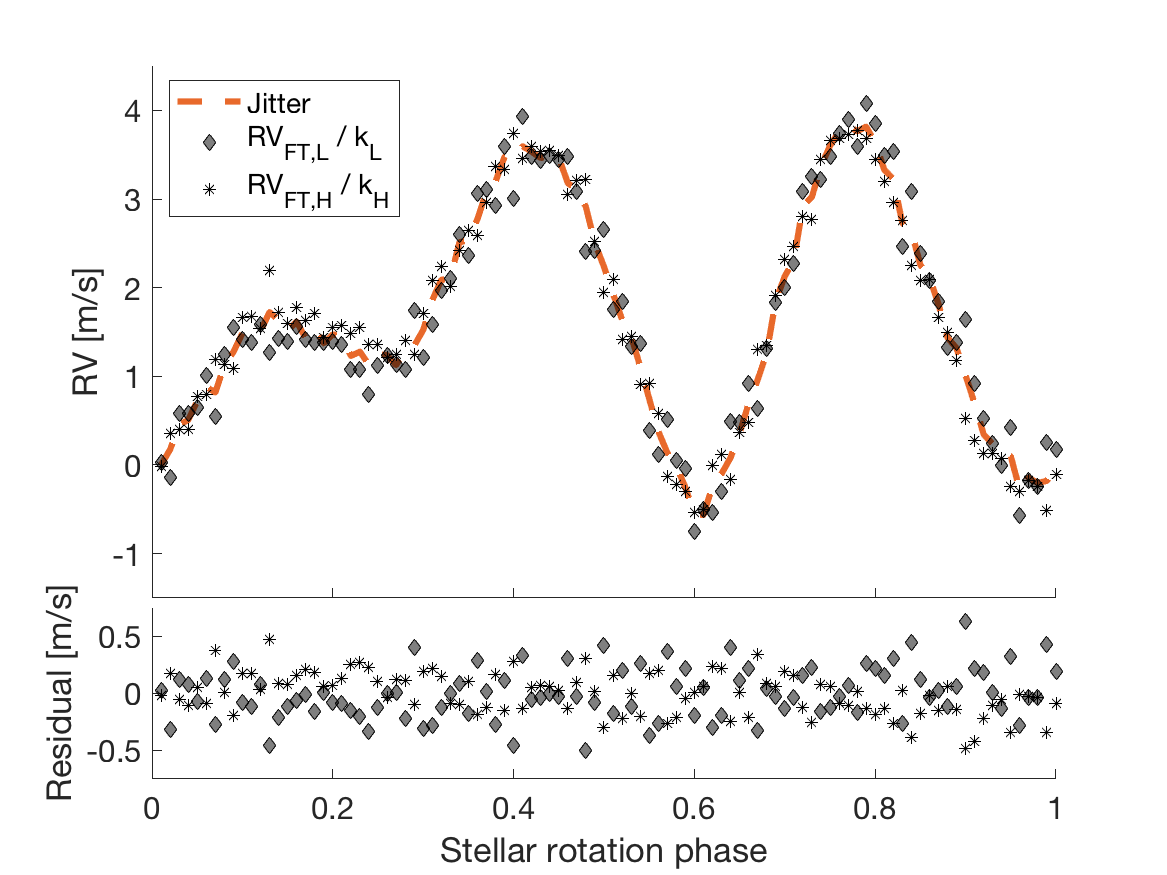 Jitter
RV_FT,L / k_L
RV_FT,H / k_H
4
3
2
1
0
-1
RV [m/s]
0.5
0
-0.5
Residual [m/s]
0 0.2 0.4 0.6 0.8 1
Stellar rotation phase